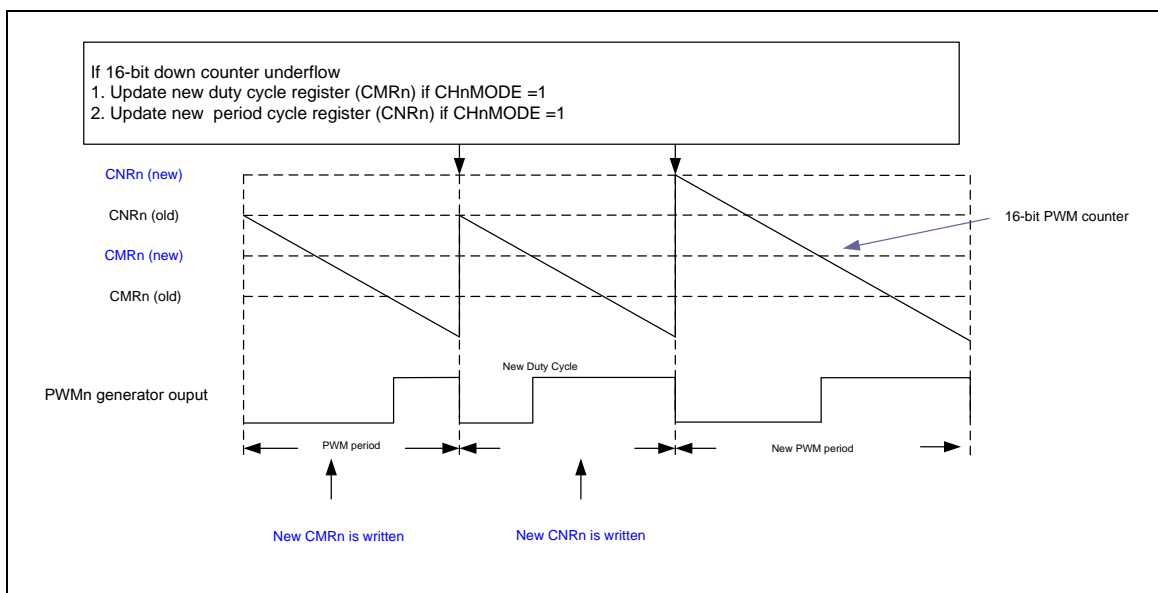 If 16-bit down counter underflow
1. Update new duty cycle register (CMRn) if CHnMODE =1
2. Update new  period cycle register (CNRn) if CHnMODE =1
CNRn (new)
CNRn (old)
16-bit PWM counter
CMRn (new)
CMRn (old)
New Duty Cycle
PWMn generator ouput
PWM period
New PWM period
New CMRn is written
New CNRn is written